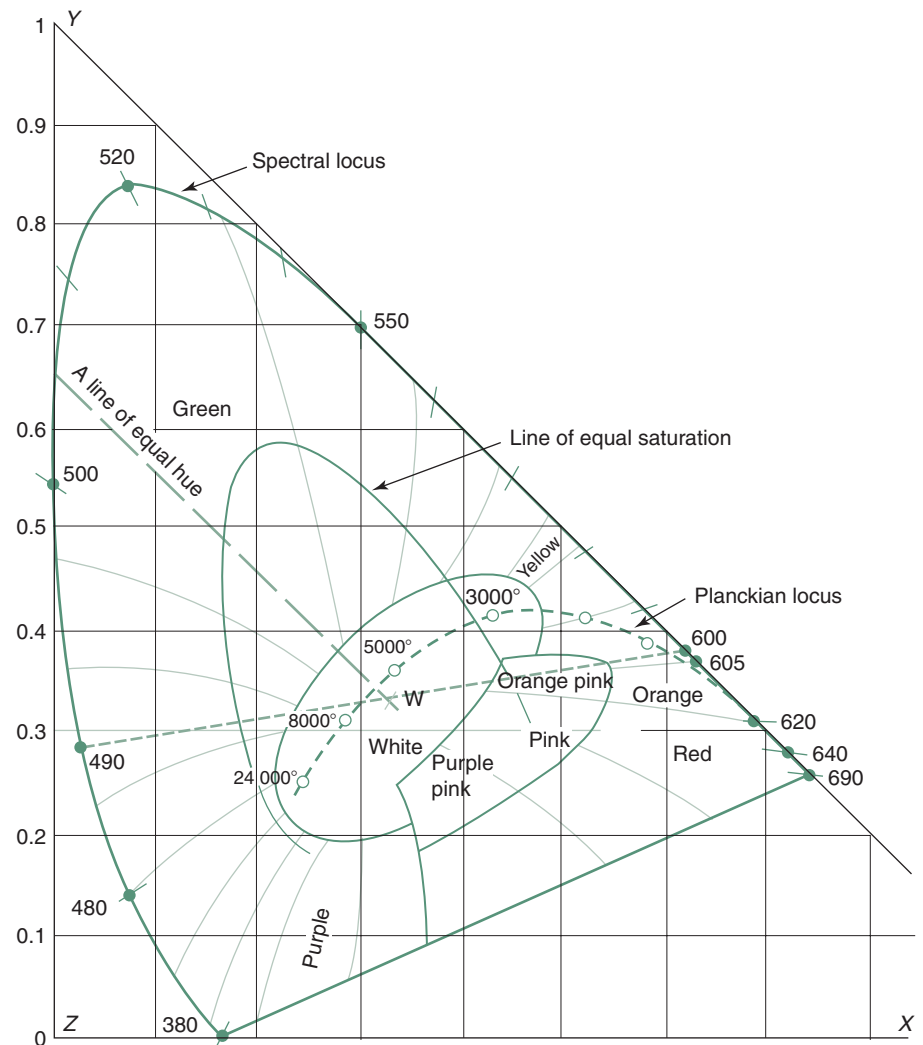 1
Y
0.9
520
Spectral locus
0.8
0.7
550
A line of equal hue
Green
0.6
Line of equal saturation
500
0.5
Yellow
3000°
Planckian locus
0.4
5000°
600
605
W
Orange pink
Orange
8000°
620
0.3
White
Pink
Red
640
490
24 000°
Purple
pink
690
0.2
480
0.1
Purple
380
0
Z
X